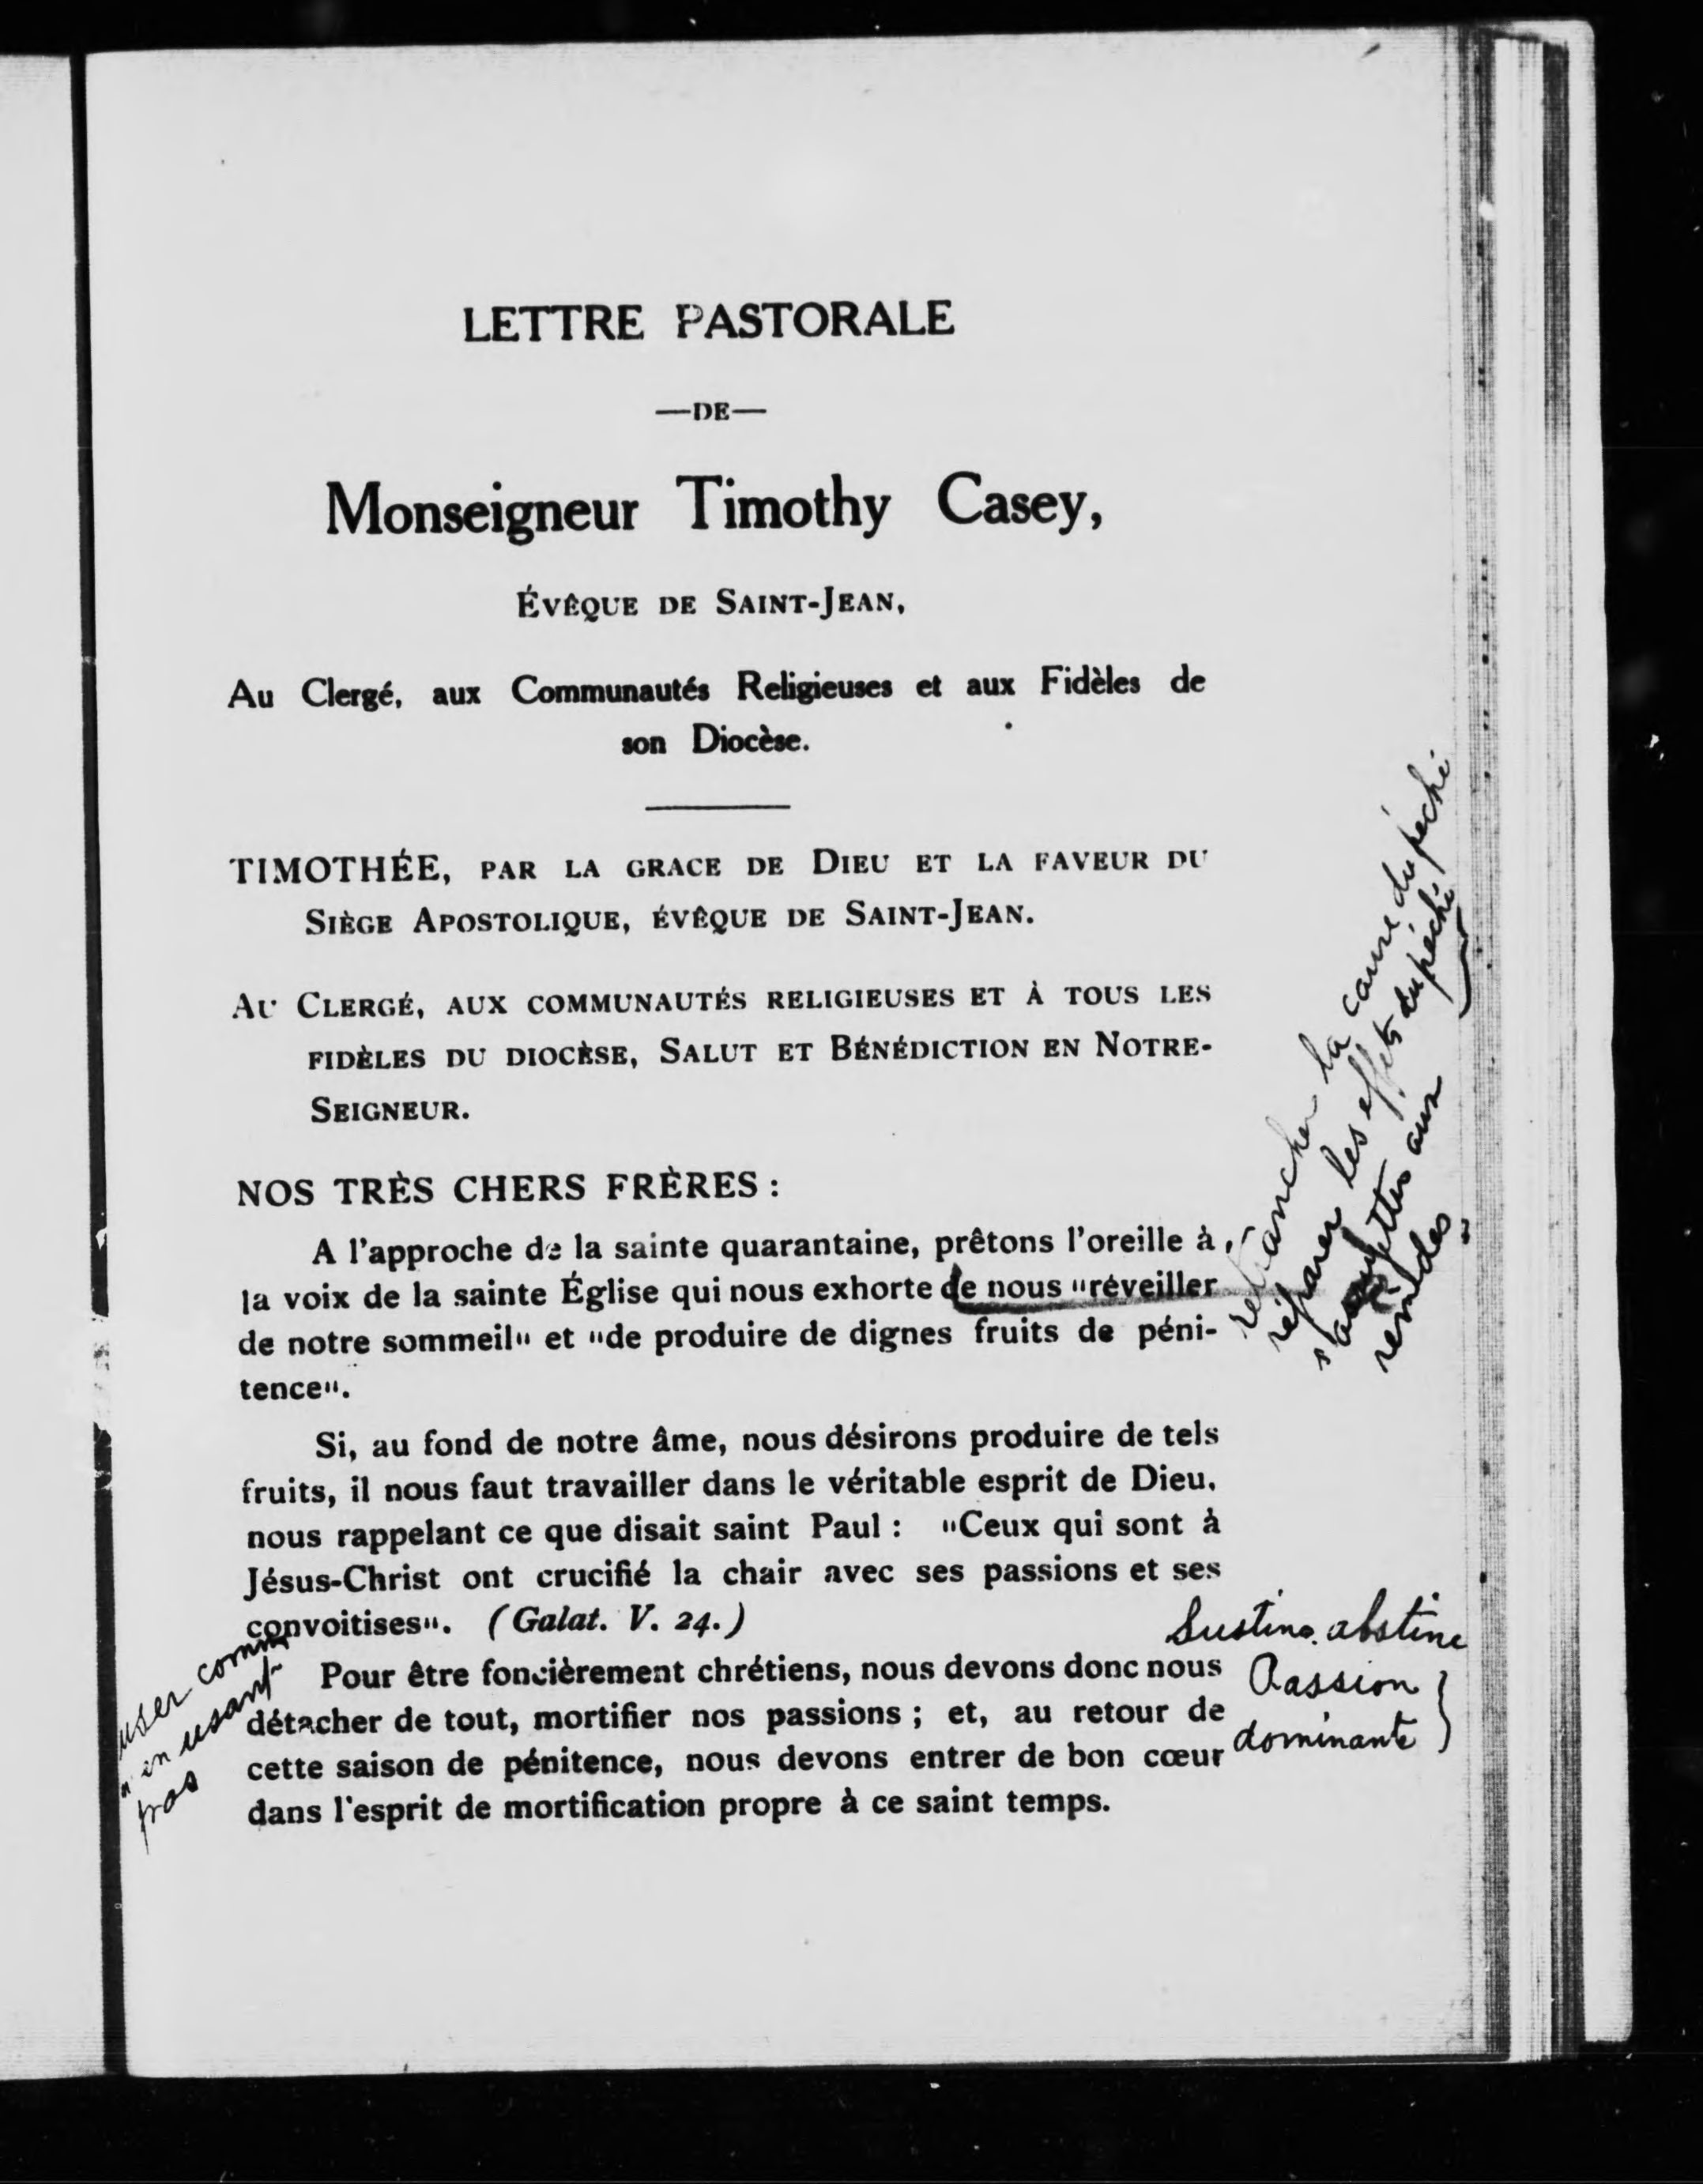 LETTRE PASTORALE
—DE—
Monseigneur Timothy Casey,
ÉVÊQUE DE SAINT-JEAN,
Au Clergé, aux Communautés Religieuses et aux Fidèles de
son Diocèse.
TIMOTHÉE, PAR LA GRACE DE DIEU ET LA FAVEUR DU
SIÈGE APOSTOLIQUE, ÉVÊQUE DE SAINT-JEAN.
AU CLERGÉ, AUX COMMUNAUTÉS RELIGIEUSES ET À TOUS LES
FIDÈLES DU DIOCÈSE, SALUT ET BÉNÉDICTION EN NOTRE-
SEIGNEUR.
NOS TRÈS CHERS FRÈRES :
A l'approche de la sainte quarantaine, prêtons l'oreille à
la voix de la sainte Église qui nous exhorte de nous "réveiller
de notre sommeil" et "de produire de dignes fruits de péni-
tence".
retrancher la cause du péché
réparer les effets du péché
aux
remèdes
Si, au fond de notre âme, nous désirons produire de tels
fruits, il nous faut travailler dans le véritable esprit de Dieu,
nous rappelant ce que disait saint Paul : "Ceux qui sont à
Jésus-Christ ont crucifié la chair avec ses passions et ses
convoitises". (Galat. V. 24.)
Sustine. abstine
Passion
dominante
user comme
n'en usant
pas
Pour être foncièrement chrétiens, nous devons donc nous
détacher de tout, mortifier nos passions ; et, au retour de
cette saison de pénitence, nous devons entrer de bon cœur
dans l'esprit de mortification propre à ce saint temps.